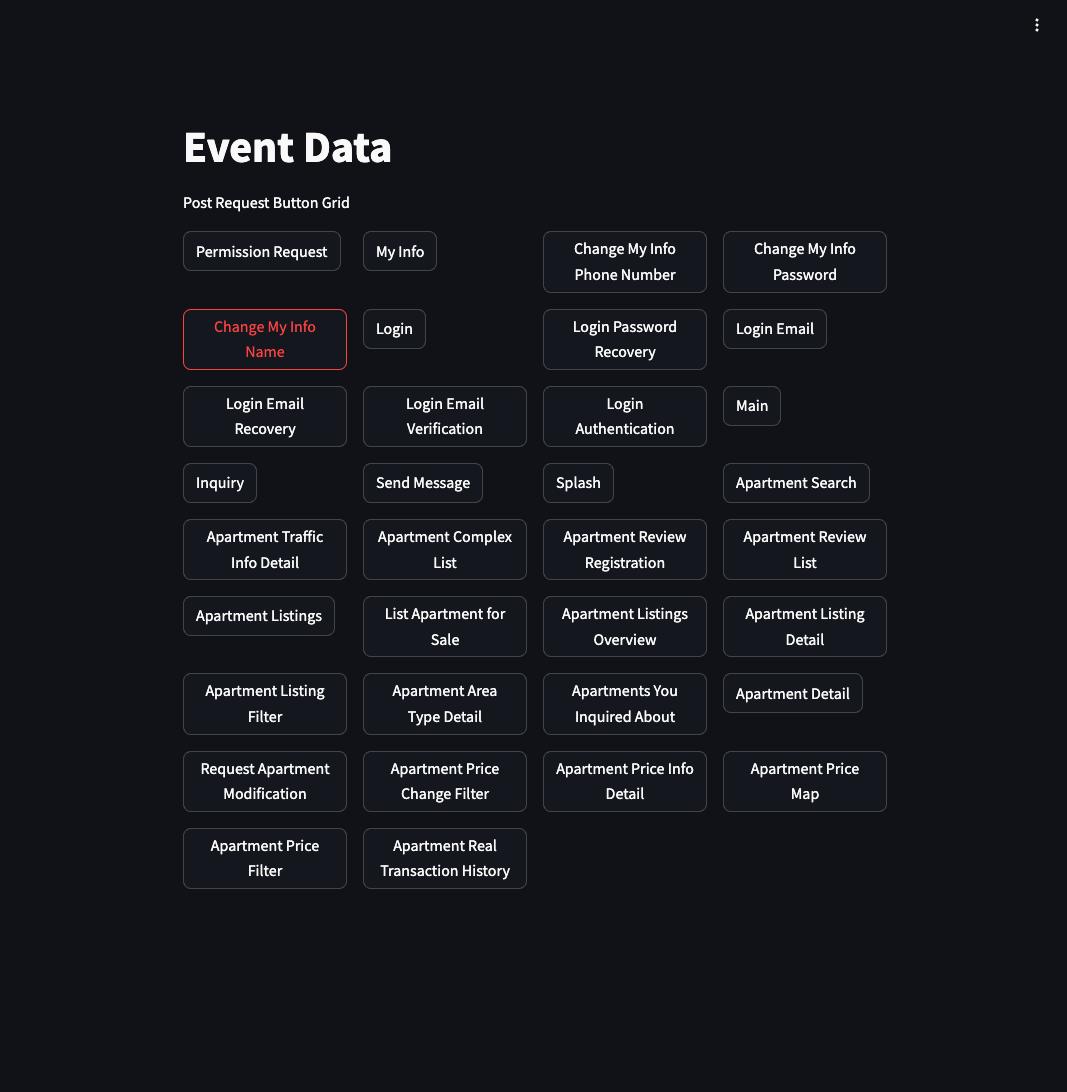 Event Data
Post Request Button Grid
Permission Request
My Info
Change My Info
Phone Number
Change My Info
Password
Change My Info
Name
Login
Login Password
Recovery
Login Email
Login Email
Recovery
Login Email
Verification
Login
Authentication
Main
Inquiry
Send Message
Splash
Apartment Search
Apartment Traffic
Info Detail
Apartment Complex
List
Apartment Review
Registration
Apartment Review
List
Apartment Listings
List Apartment for
Sale
Apartment Listings
Overview
Apartment Listing
Detail
Apartment Listing
Filter
Apartment Area
Type Detail
Apartments You
Inquired About
Apartment Detail
Request Apartment
Modification
Apartment Price
Change Filter
Apartment Price Info
Detail
Apartment Price
Map
Apartment Price
Filter
Apartment Real
Transaction History